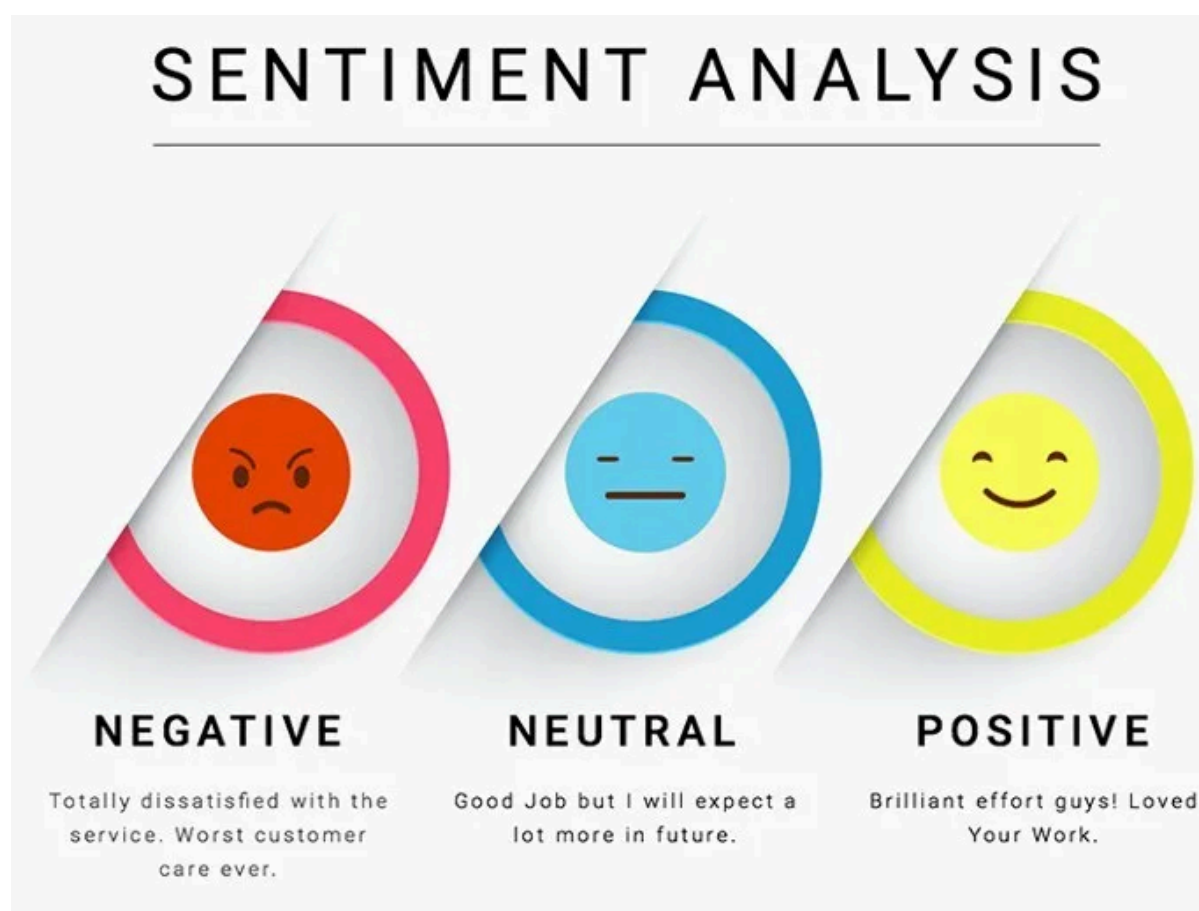 SENTIMENT ANALYSIS
NEGATIVE
Totally dissatisfied with the
service. Worst customer
care ever.
NEUTRAL
Good Job but I will expect a
lot more in future.
POSITIVE
Brilliant effort guys! Loved
Your Work.